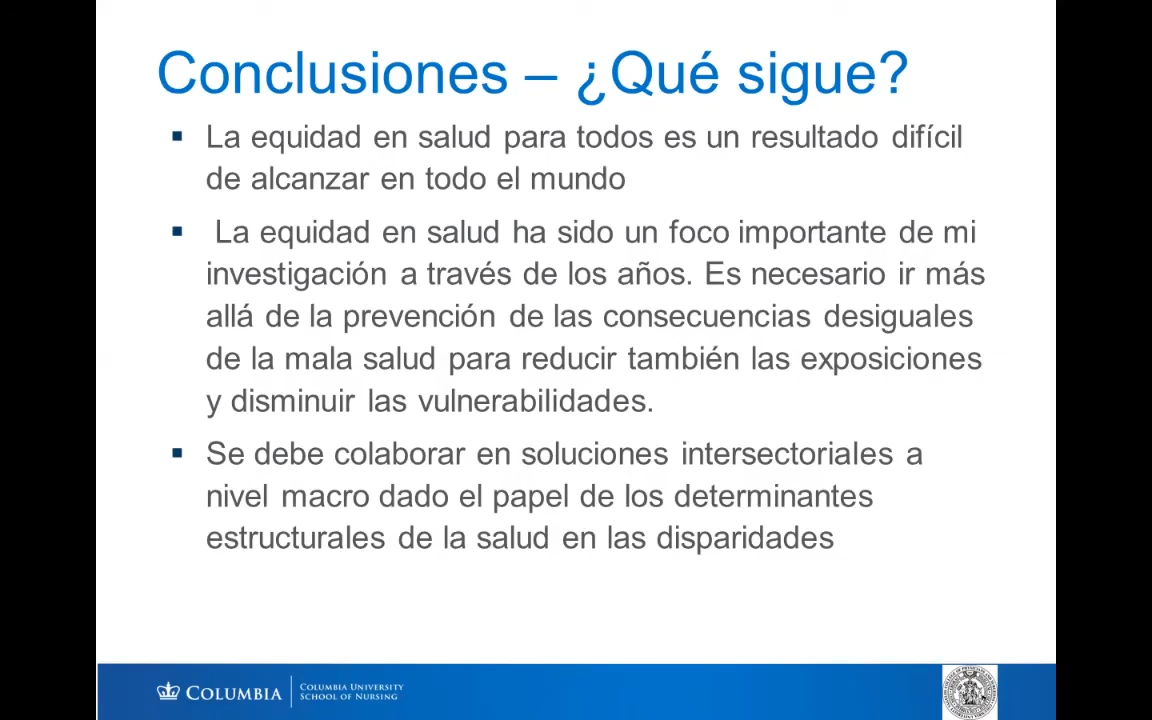 Conclusiones – ¿Qué sigue?
▪ La equidad en salud para todos es un resultado difícil
de alcanzar en todo el mundo
▪ La equidad en salud ha sido un foco importante de mi
investigación a través de los años. Es necesario ir más
allá de la prevención de las consecuencias desiguales
de la mala salud para reducir también las exposiciones
y disminuir las vulnerabilidades.
▪ Se debe colaborar en soluciones intersectoriales a
nivel macro dado el papel de los determinantes
estructurales de la salud en las disparidades
COLUMBIA
COLUMBIA UNIVERSITY
SCHOOL OF NURSING